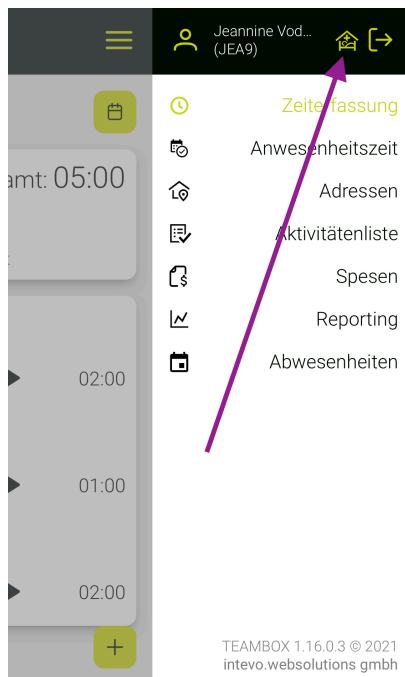 Jeannine Vod...
(JEA9)
Zeiterfassung
Anwesenheitszeit
amt: 05:00
Adressen
Aktivitätenliste
Spesen
Reporting
Abwesenheiten
02:00
01:00
02:00
TEAMBOX 1.16.0.3 © 2021
intevo.websolutions gmbh